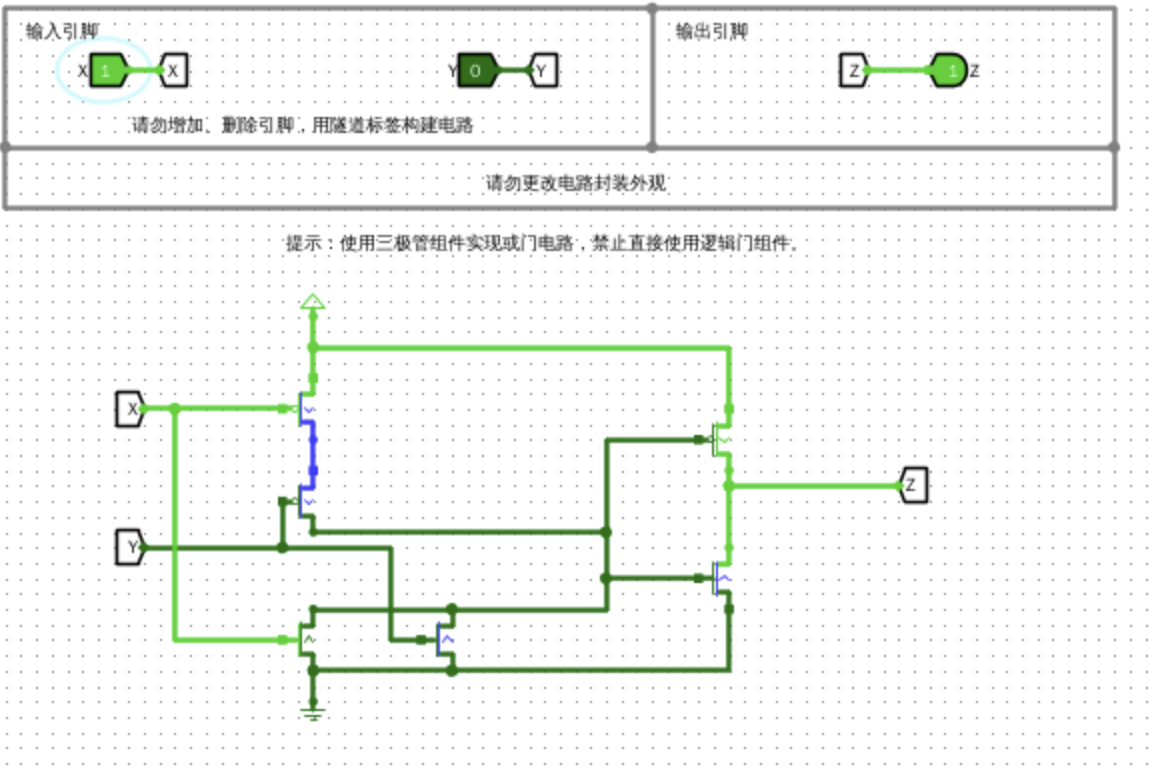 输入引脚
输出引脚
X 1 X
Y 0 Y
Z 1 Z
请勿增加、删除引脚，用隧道标签构建电路
请勿更改电路封装外观
提示：使用三极管组件实现或门电路，禁止直接使用逻辑门组件。
X
Z
Y